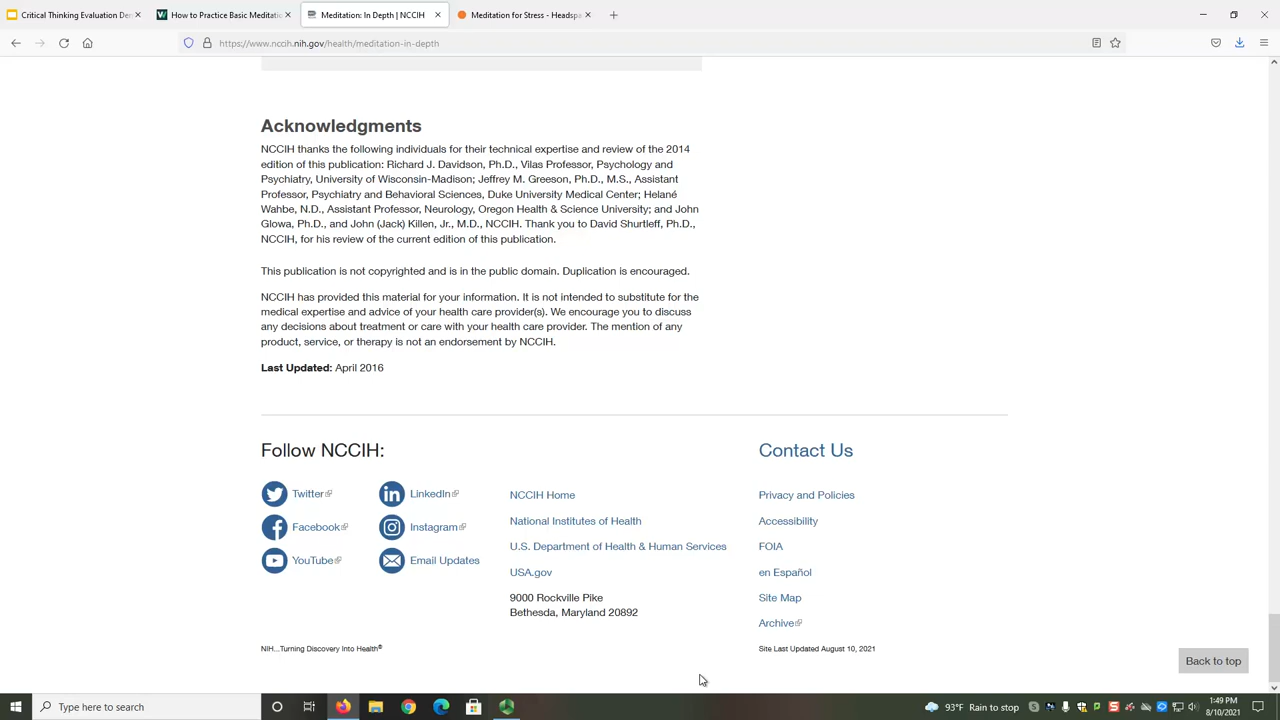 Critical Thinking Evaluation Der
How to Practice Basic Meditatio
Meditation: In Depth | NCCIH
Meditation for Stress - Headspa
https://www.nccih.nih.gov/health/meditation-in-depth
Acknowledgments
NCCIH thanks the following individuals for their technical expertise and review of the 2014
edition of this publication: Richard J. Davidson, Ph.D., Vilas Professor, Psychology and
Psychiatry, University of Wisconsin-Madison; Jeffrey M. Greeson, Ph.D., M.S., Assistant
Professor, Psychiatry and Behavioral Sciences, Duke University Medical Center; Helané
Wahbe, N.D., Assistant Professor, Neurology, Oregon Health & Science University; and John
Glowa, Ph.D., and John (Jack) Killen, Jr., M.D., NCCIH. Thank you to David Shurtleff, Ph.D.,
NCCIH, for his review of the current edition of this publication.
This publication is not copyrighted and is in the public domain. Duplication is encouraged.
NCCIH has provided this material for your information. It is not intended to substitute for the
medical expertise and advice of your health care provider(s). We encourage you to discuss
any decisions about treatment or care with your health care provider. The mention of any
product, service, or therapy is not an endorsement by NCCIH.
Last Updated: April 2016
Follow NCCIH:
Twitter
Facebook
YouTube
LinkedIn
Instagram
Email Updates
NCCIH Home
National Institutes of Health
U.S. Department of Health & Human Services
USA.gov
9000 Rockville Pike
Bethesda, Maryland 20892
Contact Us
Privacy and Policies
Accessibility
FOIA
en Español
Site Map
Archive
NIH...Turning Discovery Into Health®
Site Last Updated August 10, 2021
Back to top
Type here to search
93°F Rain to stop
1:49 PM
8/10/2021